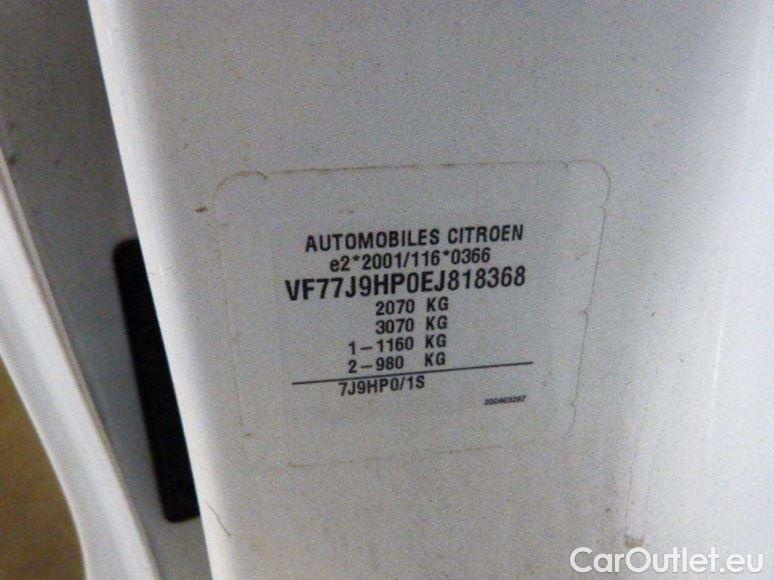 AUTOMOBILES CITROEN
e2*2001/116*0366
VF77J9HP0EJ818368
2070 KG
3070 KG
1-1160 KG
2-980 KG
7J9HP0/1S
200463287
CarOutlet.eu